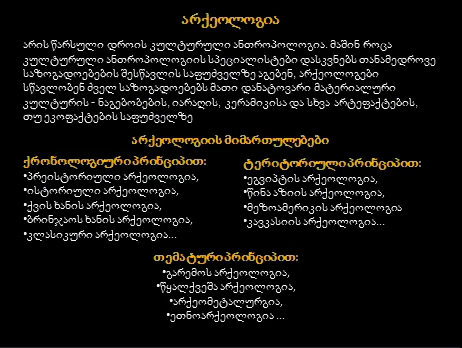 არქეოლოგია
არის წარსული დროის კულტურული ანთროპოლოგია. მაშინ როცა
კულტურული ანთროპოლოგიის სპეციალისტები დასკვნებს თანამედროვე
საზოგადოებების შესწავლის საფუძველზე აგებენ, არქეოლოგები
სწავლობენ ძველ საზოგადოებებს მათი დანატოვარი მატერიალური
კულტურის - ნაგებობების, იარაღის, კერამიკისა და სხვა არტეფაქტების,
თუ ეკოფაქტების საფუძველზე
არქეოლოგიის მიმართულებები
ქრონოლოგიური პრინციპით:
•პრეისტორიული არქეოლოგია,
•ისტორიული არქეოლოგია,
•ქვის ხანის არქეოლოგია,
•ბრინჯაოს ხანის არქეოლოგია,
•კლასიკური არქეოლოგია...
ტერიტორიული პრინციპით:
•ეგვიპტის არქეოლოგია,
•წინა აზიის არქეოლოგია,
•მეზოამერიკის არქეოლოგია
•კავკასიის არქეოლოგია...
თემატური პრინციპით:
•გარემოს არქეოლოგია,
•წყალქვეშა არქეოლოგია,
•არქეომეტალურგია,
•ეთნოარქეოლოგია ...